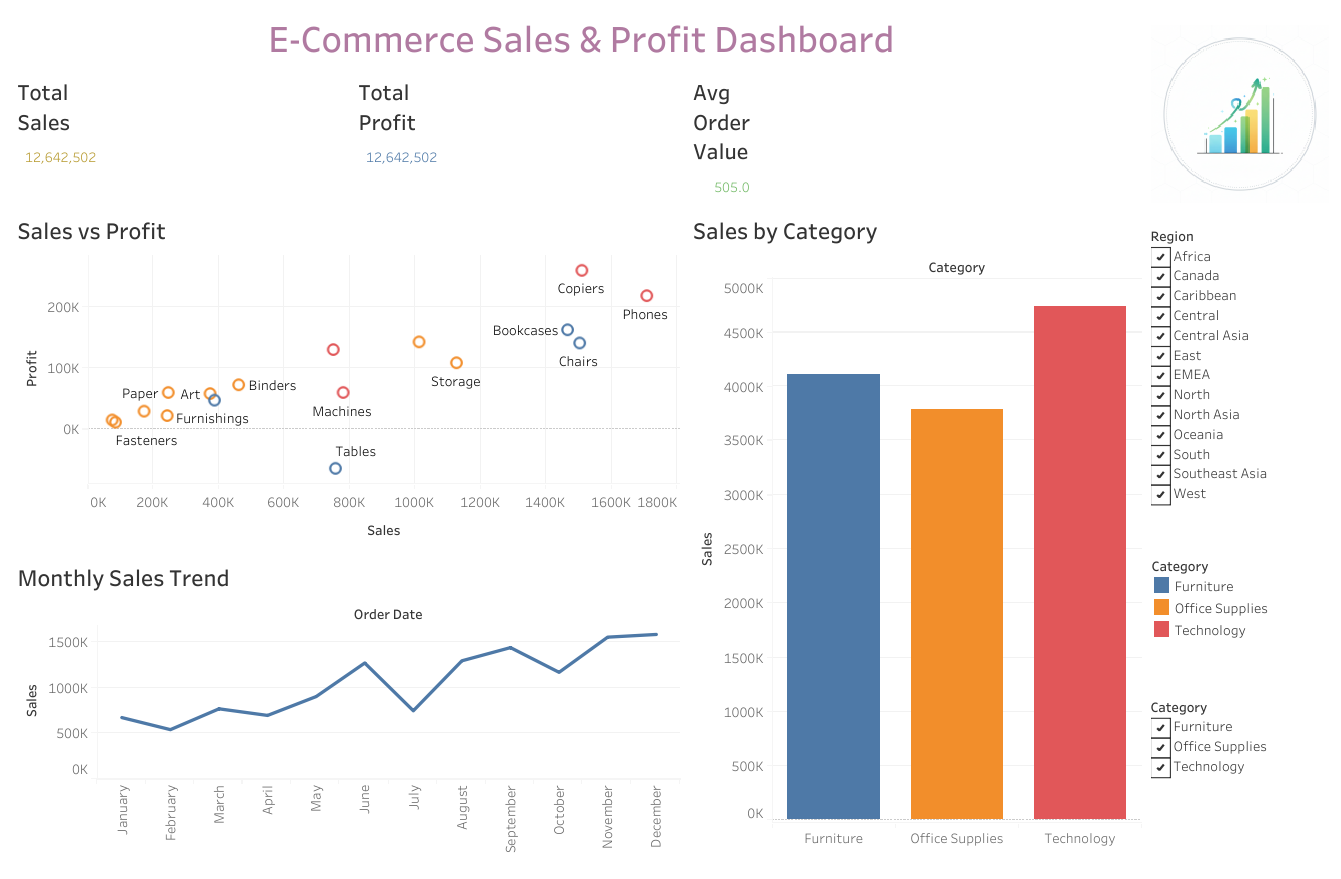 E-Commerce Sales & Profit Dashboard
Total
Sales
12,642,502
Total
Profit
12,642,502
Avg
Order
Value
505.0
Sales vs Profit
Profit
200K
100K
0K
Copiers
Phones
Bookcases
Chairs
Storage
Paper
Art
Binders
Machines
Furnishings
Fasteners
Tables
0K
200K
400K
600K
800K
1000K
1200K
1400K
1600K
1800K
Sales
Monthly Sales Trend
Order Date
Sales
1500K
1000K
500K
0K
January
February
March
April
May
June
July
August
September
October
November
December
Sales by Category
Category
Sales
5000K
4500K
4000K
3500K
3000K
2500K
2000K
1500K
1000K
500K
0K
Furniture
Office Supplies
Technology
Region
Africa
Canada
Caribbean
Central
Central Asia
East
EMEA
North
North Asia
Oceania
South
Southeast Asia
West
Category
Furniture
Office Supplies
Technology
Category
Furniture
Office Supplies
Technology